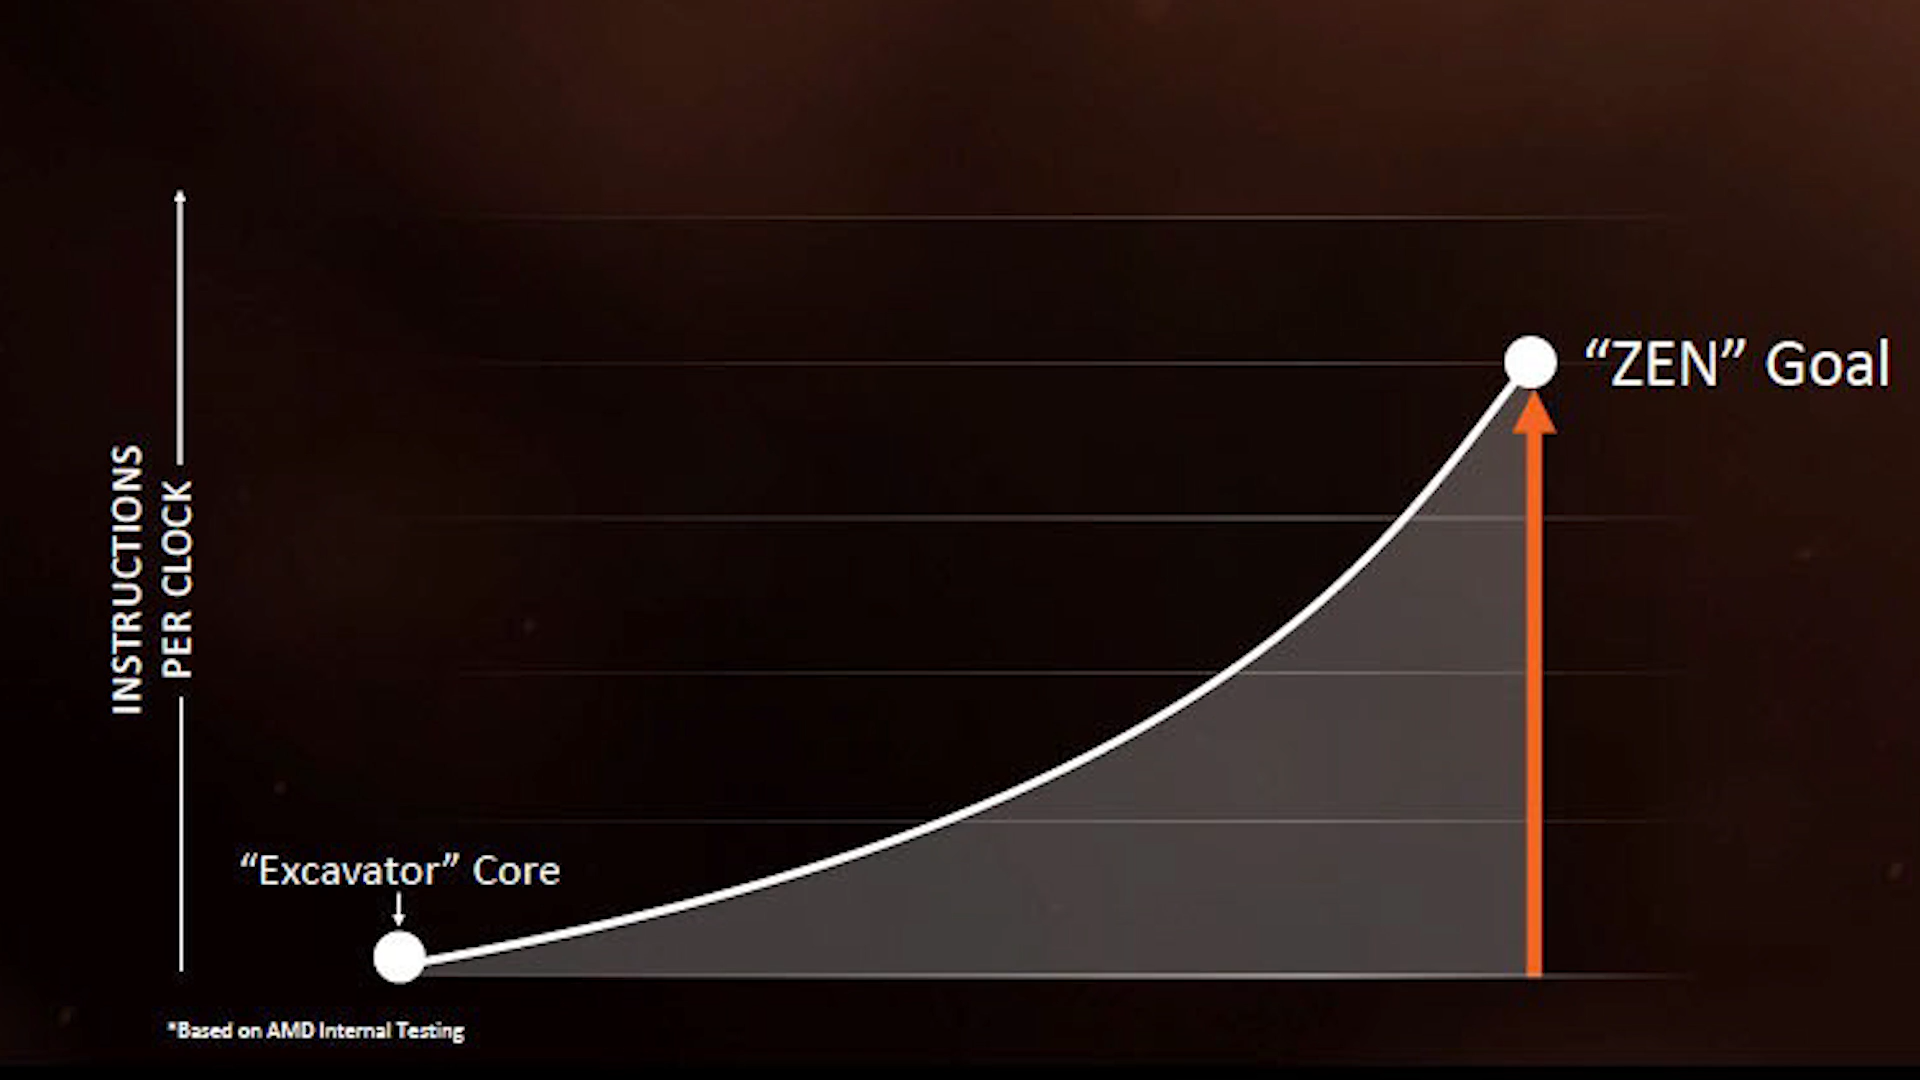 INSTRUCTIONS
PER CLOCK
“ZEN” Goal
“Excavator” Core
*Based on AMD Internal Testing